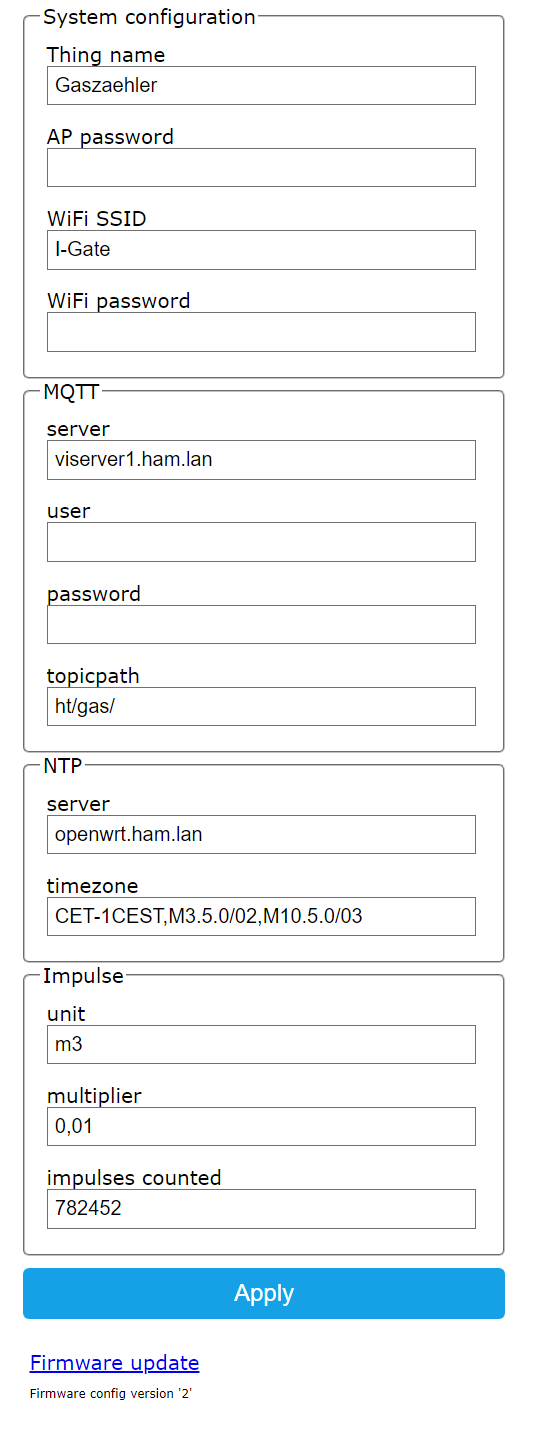 System configuration
Thing name
Gaszaehler
AP password
WiFi SSID
I-Gate
WiFi password
MQTT
server
viserver1.ham.lan
user
password
topicpath
ht/gas/
NTP
server
openwrt.ham.lan
timezone
CET-1CEST,M3.5.0/02,M10.5.0/03
Impulse
unit
m3
multiplier
0,01
impulses counted
782452
Apply
Firmware update
Firmware config version '2'